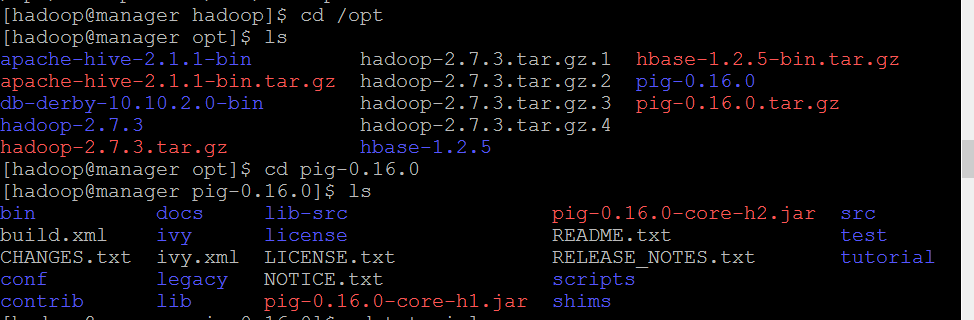 [hadoop@manager hadoop]$ cd /opt
[hadoop@manager opt]$ ls
apache-hive-2.1.1-bin hadoop-2.7.3.tar.gz.1 hbase-1.2.5-bin.tar.gz
apache-hive-2.1.1-bin.tar.gz hadoop-2.7.3.tar.gz.2 pig-0.16.0
db-derby-10.10.2.0-bin hadoop-2.7.3.tar.gz.3 pig-0.16.0.tar.gz
hadoop-2.7.3 hadoop-2.7.3.tar.gz.4
hadoop-2.7.3.tar.gz hbase-1.2.5
[hadoop@manager opt]$ cd pig-0.16.0
[hadoop@manager pig-0.16.0]$ ls
bin docs lib-src pig-0.16.0-core-h2.jar src
build.xml ivy license README.txt test
CHANGES.txt ivy.xml LICENSE.txt RELEASE_NOTES.txt tutorial
conf legacy NOTICE.txt scripts
contrib lib pig-0.16.0-core-h1.jar shims